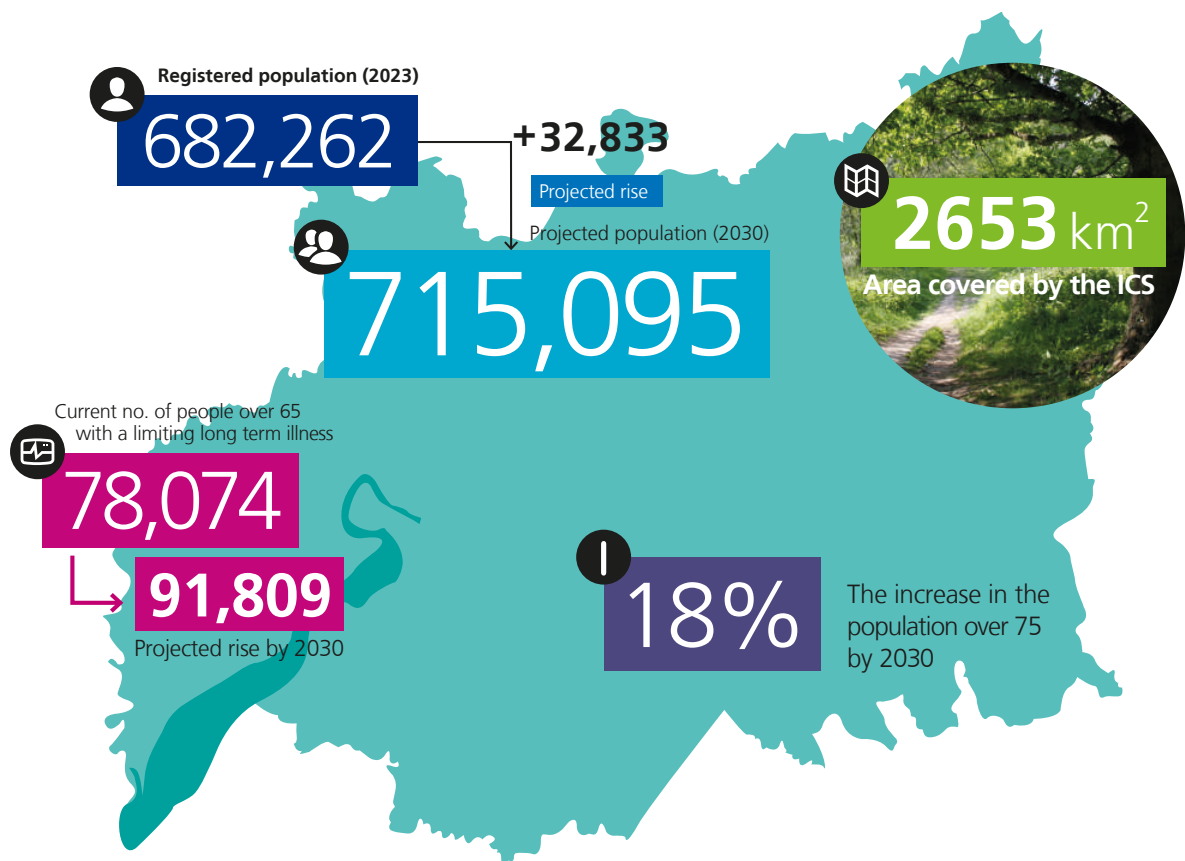 Registered population (2023)
682,262
+32,833
Projected rise
Projected population (2030)
715,095
2653 km²
Area covered by the ICS
Current no. of people over 65
with a limiting long term illness
78,074
91,809
Projected rise by 2030
18%
The increase in the
population over 75
by 2030